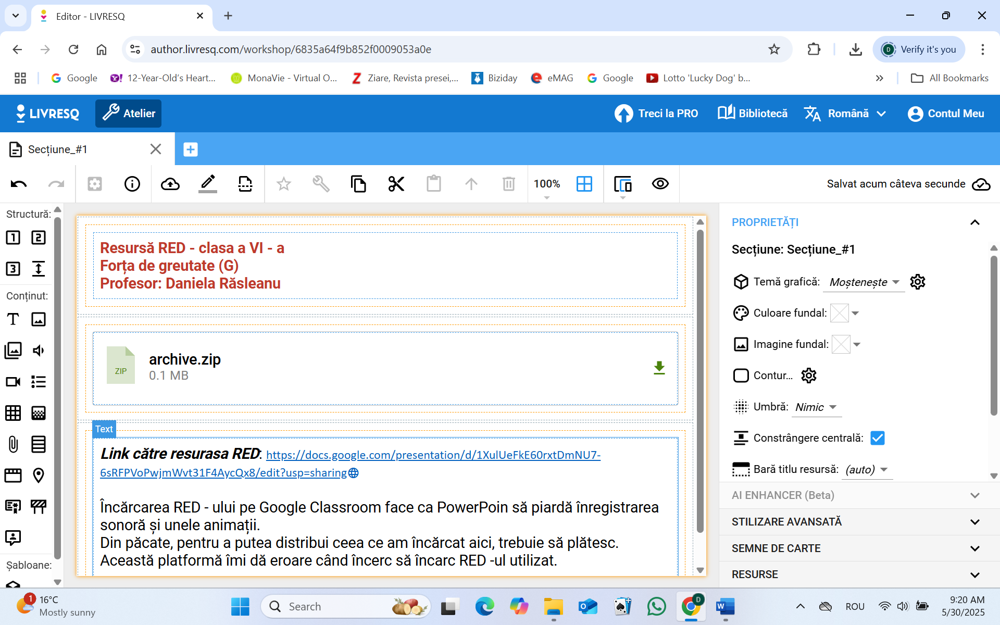 Editor - LIVRESQ
author.livresq.com/workshop/6835a64f9b852f0009053a0e
D
Verify it's you
Google
12-Year-Old's Heart...
MonaVie - Virtual O...
Ziare, Revista presei,...
Biziday
eMAG
Google
Lotto 'Lucky Dog' b...
All Bookmarks
LIVRESQ
Atelier
Treci la PRO
Bibliotecă
Română
Contul Meu
Secțiune_#1
100%
Salvat acum câteva secunde
Structură:
1
2
3
Conținut:
Șabloane:
Resursă RED - clasa a VI - a
Forța de greutate (G)
Profesor: Daniela Răsleanu
ZIP
archive.zip
0.1 MB
Text
Link către resurasa RED: https://docs.google.com/presentation/d/1XulUeFkE60rxtDmNU7-
6sRFPVoPwjmWvt31F4AycQx8/edit?usp=sharing
Încărcarea RED - ului pe Google Classroom face ca PowerPoin să piardă înregistrarea
sonoră și unele animații.
Din păcate, pentru a putea distribui ceea ce am încărcat aici, trebuie să plătesc.
Această platformă îmi dă eroare când încerc să încarc RED -ul utilizat.
PROPRIETĂȚI
Secțiune: Secțiune_#1
Temă grafică: Moștenește
Culoare fundal:
Imagine fundal:
Contur...
Umbră: Nimic
Constrângere centrală:
Bară titlu resursă: (auto)
AI ENHANCER (Beta)
STILIZARE AVANSATĂ
SEMNE DE CARTE
RESURSE
1
16°C
Mostly sunny
Search
D
ROU
9:20 AM
5/30/2025